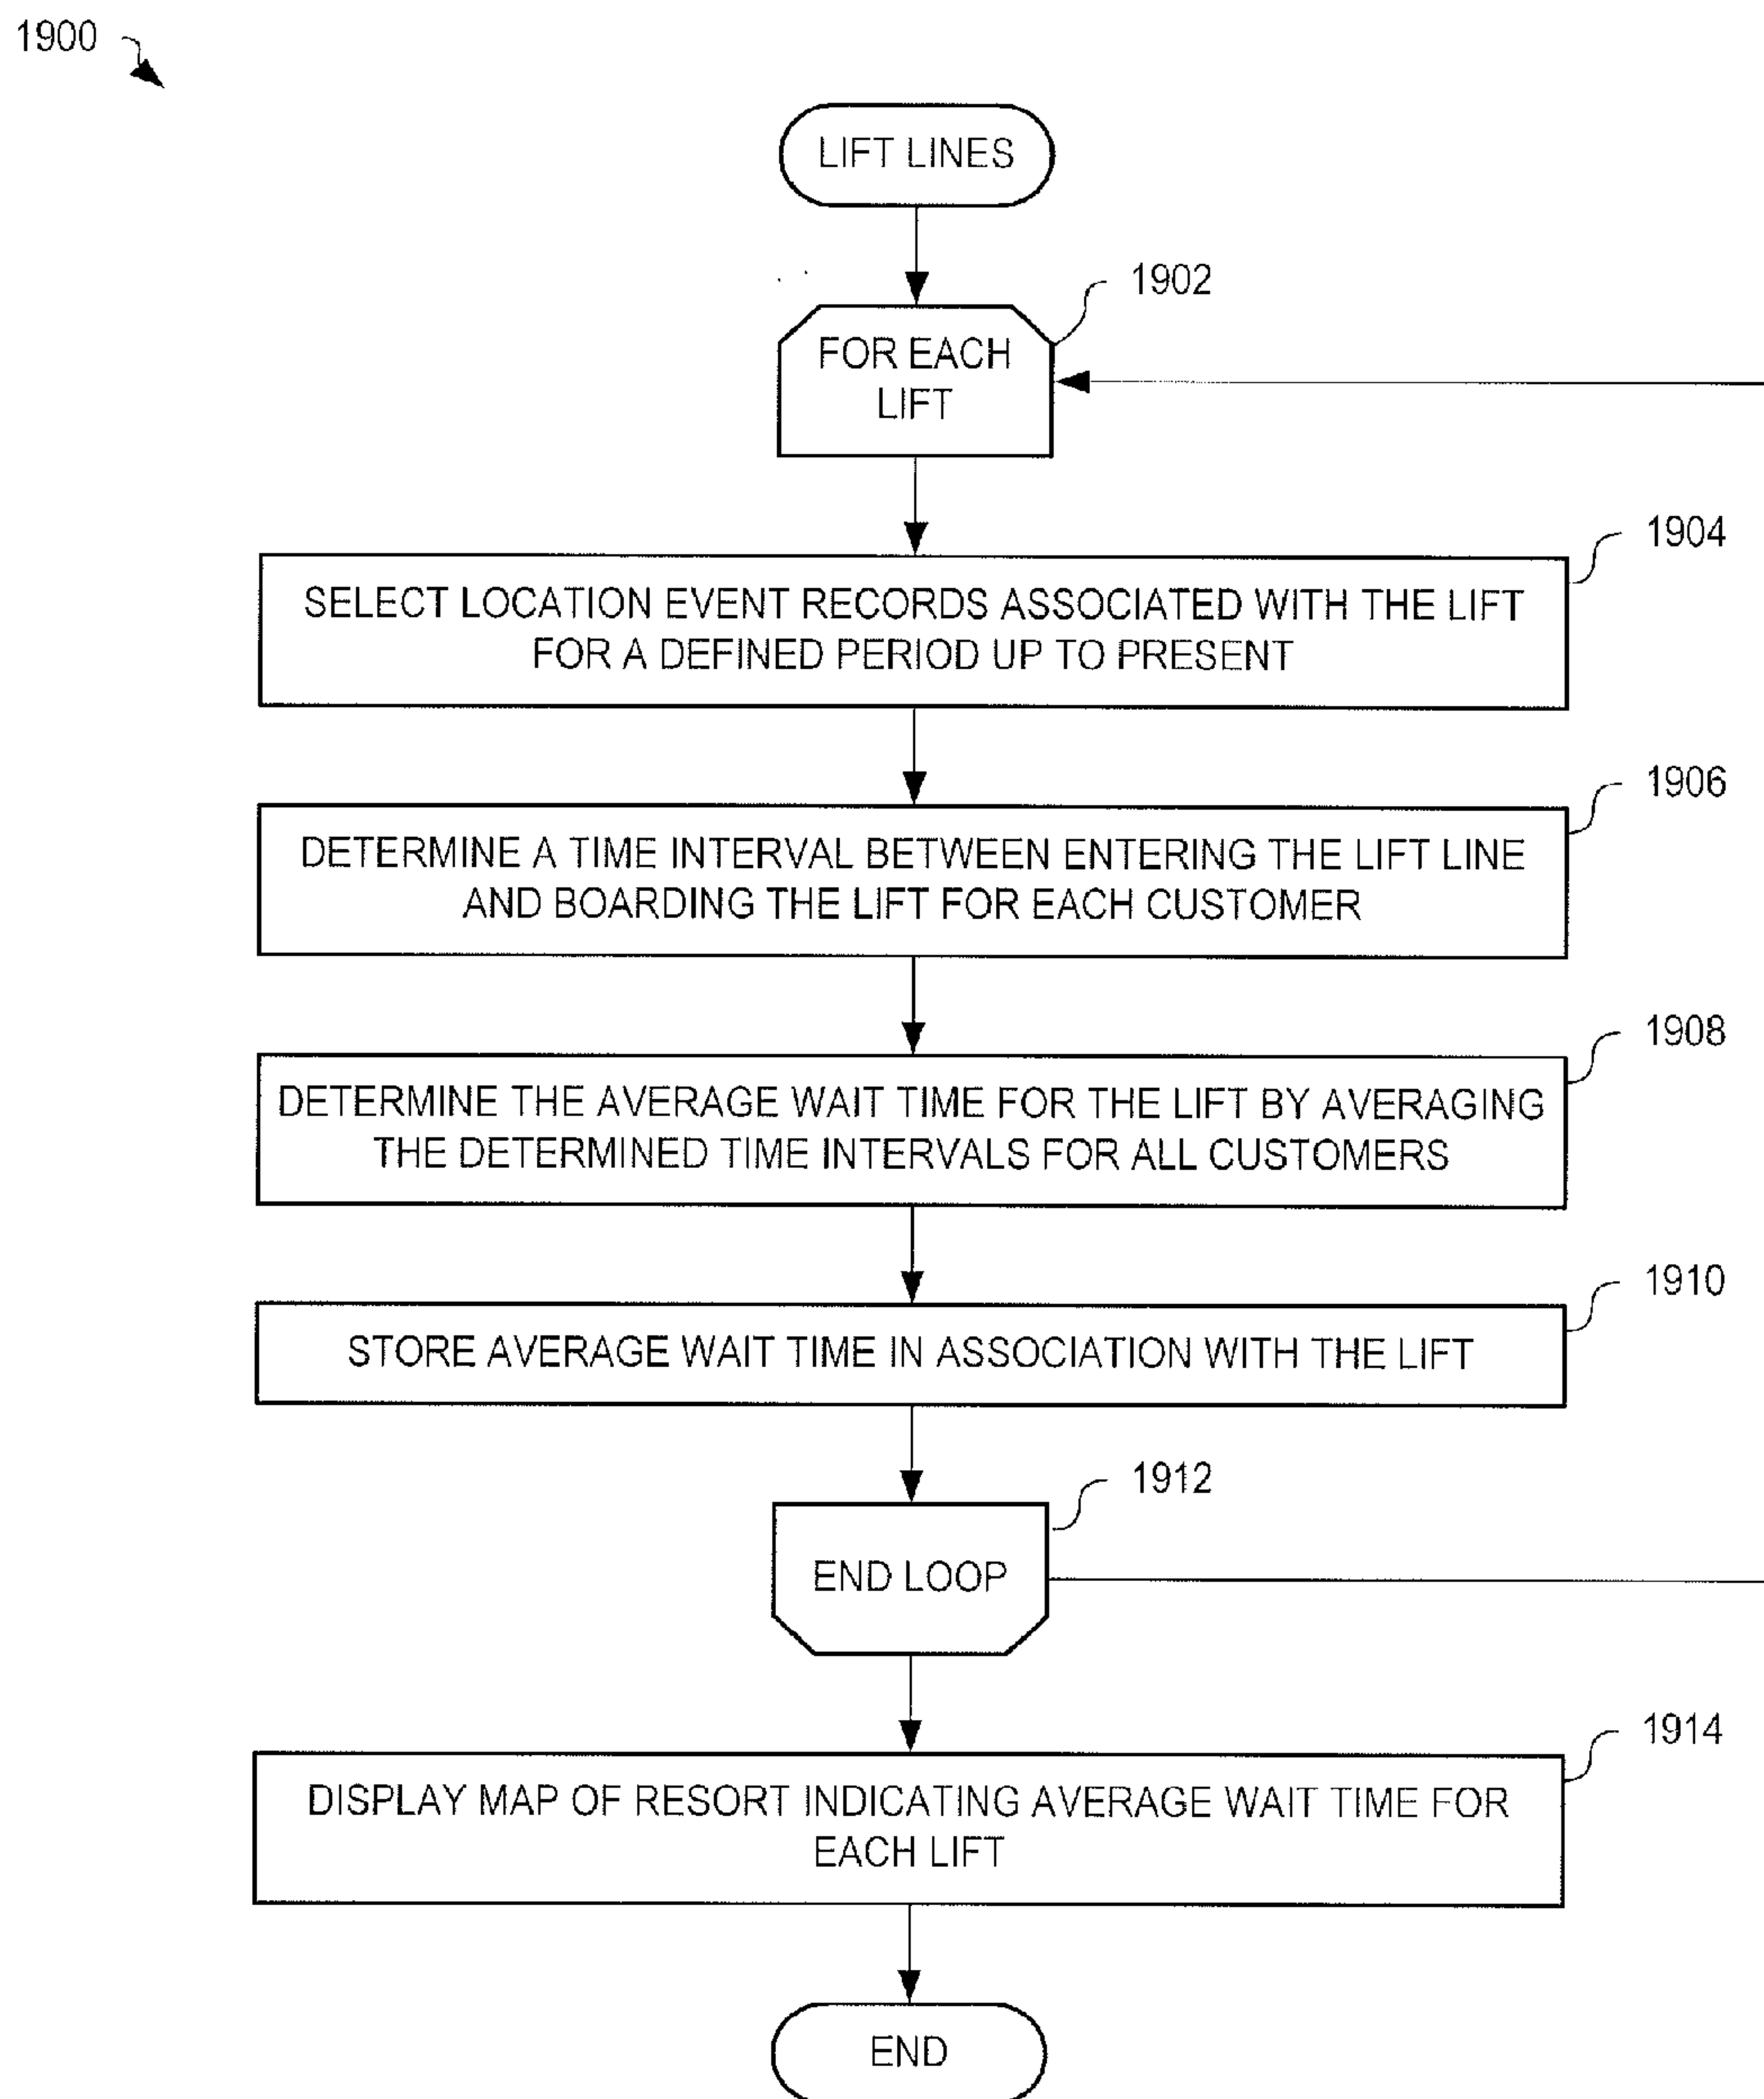 1900
LIFT LINES
1902
FOR EACH
LIFT
1904
SELECT LOCATION EVENT RECORDS ASSOCIATED WITH THE LIFT
FOR A DEFINED PERIOD UP TO PRESENT
1906
DETERMINE A TIME INTERVAL BETWEEN ENTERING THE LIFT LINE
AND BOARDING THE LIFT FOR EACH CUSTOMER
1908
DETERMINE THE AVERAGE WAIT TIME FOR THE LIFT BY AVERAGING
THE DETERMINED TIME INTERVALS FOR ALL CUSTOMERS
1910
STORE AVERAGE WAIT TIME IN ASSOCIATION WITH THE LIFT
1912
END LOOP
1914
DISPLAY MAP OF RESORT INDICATING AVERAGE WAIT TIME FOR
EACH LIFT
END